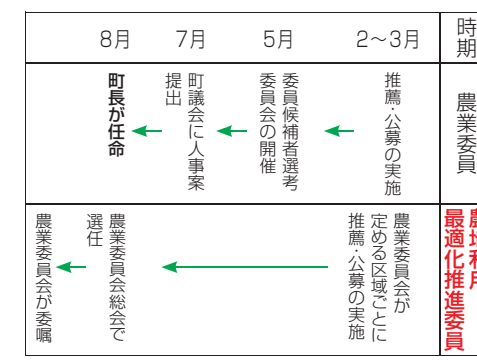 時期
2〜3月
5月
7月
8月
農業委員
推薦・公募の実施
委員候補者選考
委員会の開催
町議会に人事案
提出
町長が任命
農地利用
最適化推進委員
農業委員会が
定める区域ごとに
推薦・公募の実施
農業委員会総会で
選任
農業委員会が委嘱